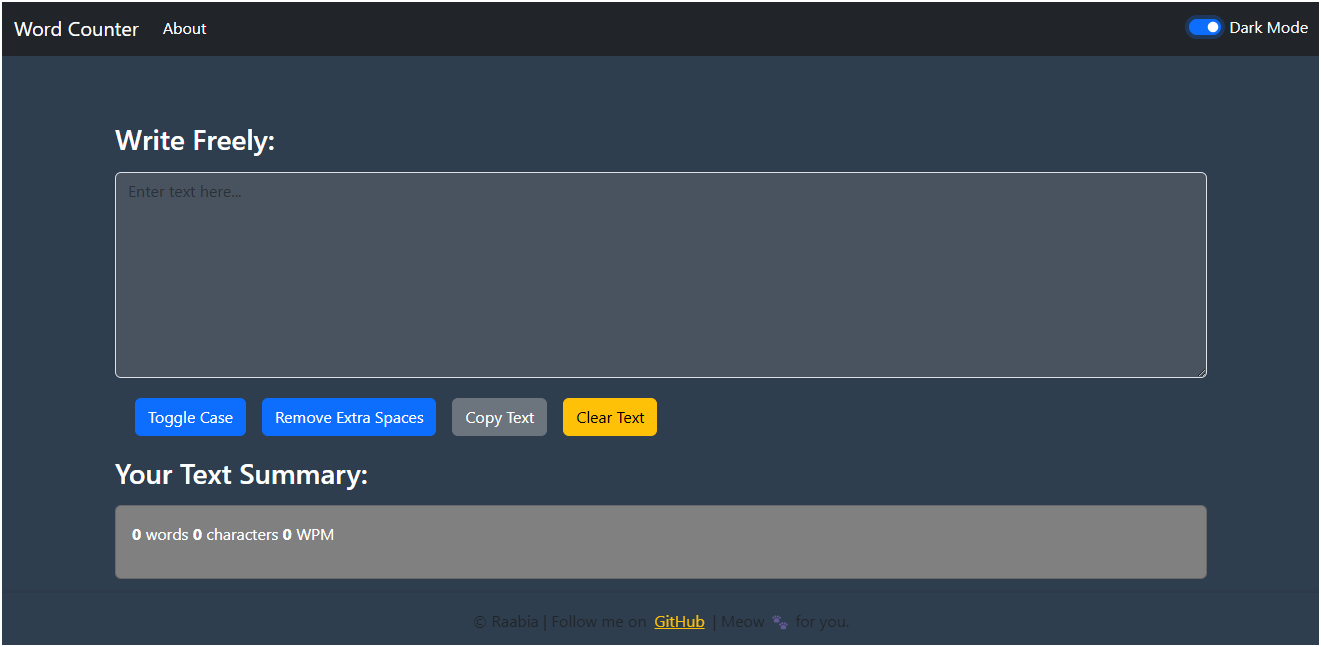 Word Counter About Dark Mode
Write Freely:
Enter text here...
Toggle Case Remove Extra Spaces Copy Text Clear Text
Your Text Summary:
0 words 0 characters 0 WPM
© Raabia | Follow me on GitHub | Meow 🐾 for you.